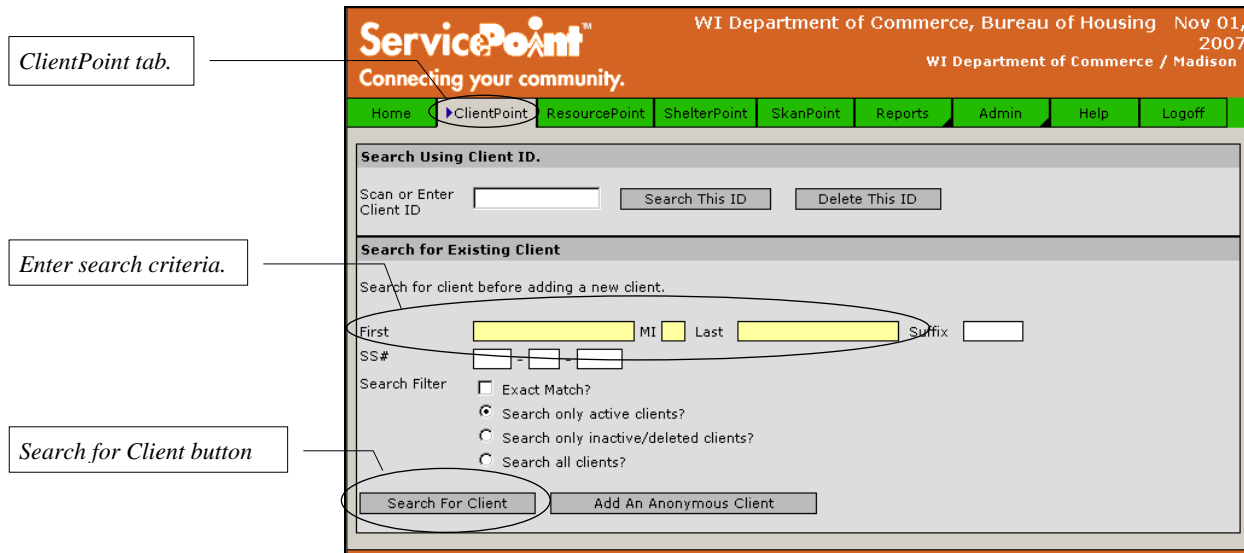 ClientPoint tab.
Enter search criteria.
Search for Client button
ServicePoint™
Connecting your community.
WI Department of Commerce, Bureau of Housing Nov 01,
2007
WI Department of Commerce / Madison
Home ClientPoint ResourcePoint ShelterPoint SkanPoint Reports Admin Help Logoff
Search Using Client ID.
Scan or Enter
Client ID
Search This ID Delete This ID
Search for Existing Client
Search for client before adding a new client.
First MI Last Suffix
SS# - -
Search Filter
Exact Match?
Search only active clients?
Search only inactive/deleted clients?
Search all clients?
Search For Client Add An Anonymous Client